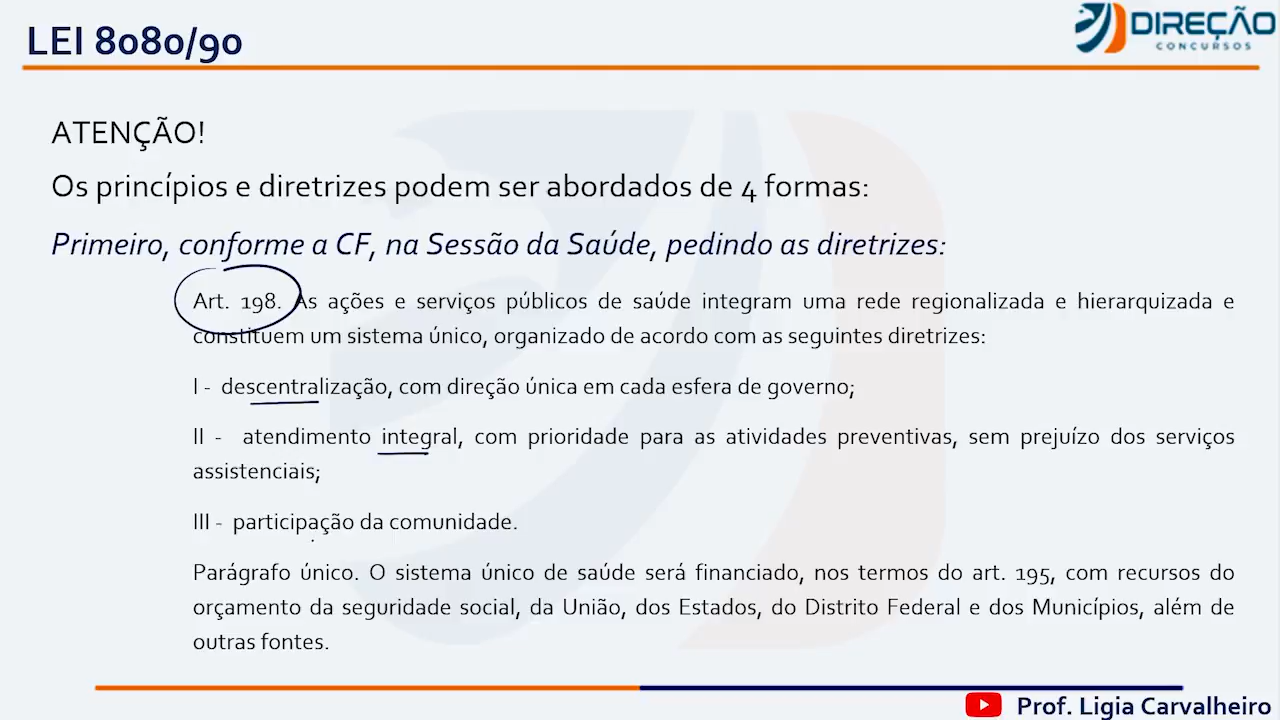 LEI 8080/90
DIREÇÃO
CONCURSOS
ATENÇÃO!
Os princípios e diretrizes podem ser abordados de 4 formas:
Primeiro, conforme a CF, na Sessão da Saúde, pedindo as diretrizes:
Art. 198. As ações e serviços públicos de saúde integram uma rede regionalizada e hierarquizada e
constituem um sistema único, organizado de acordo com as seguintes diretrizes:
I - descentralização, com direção única em cada esfera de governo;
II - atendimento integral, com prioridade para as atividades preventivas, sem prejuízo dos serviços
assistenciais;
III - participação da comunidade.
Parágrafo único. O sistema único de saúde será financiado, nos termos do art. 195, com recursos do
orçamento da seguridade social, da União, dos Estados, do Distrito Federal e dos Municípios, além de
outras fontes.
Prof. Ligia Carvalheiro